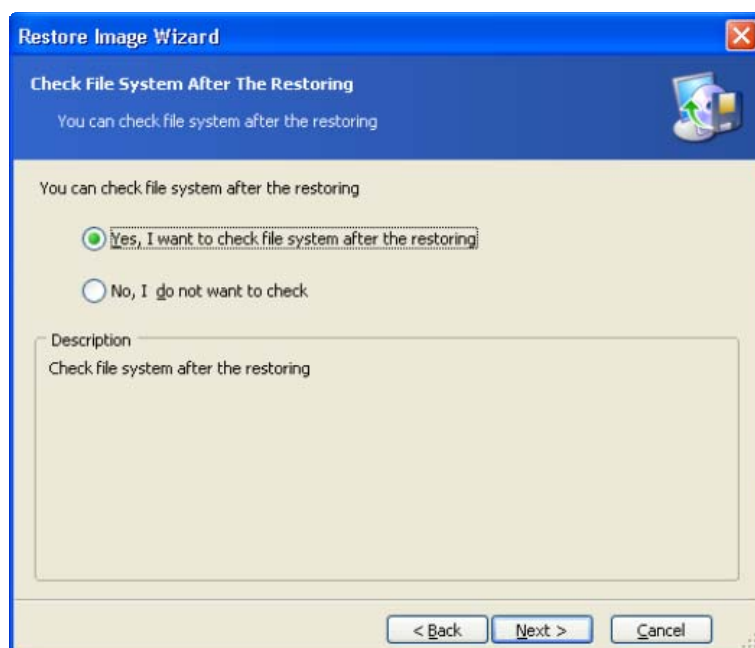 Restore Image Wizard
Check File System After The Restoring
You can check file system after the restoring
You can check file system after the restoring
Yes, I want to check file system after the restoring
No, I do not want to check
Description
Check file system after the restoring
< Back Next > Cancel